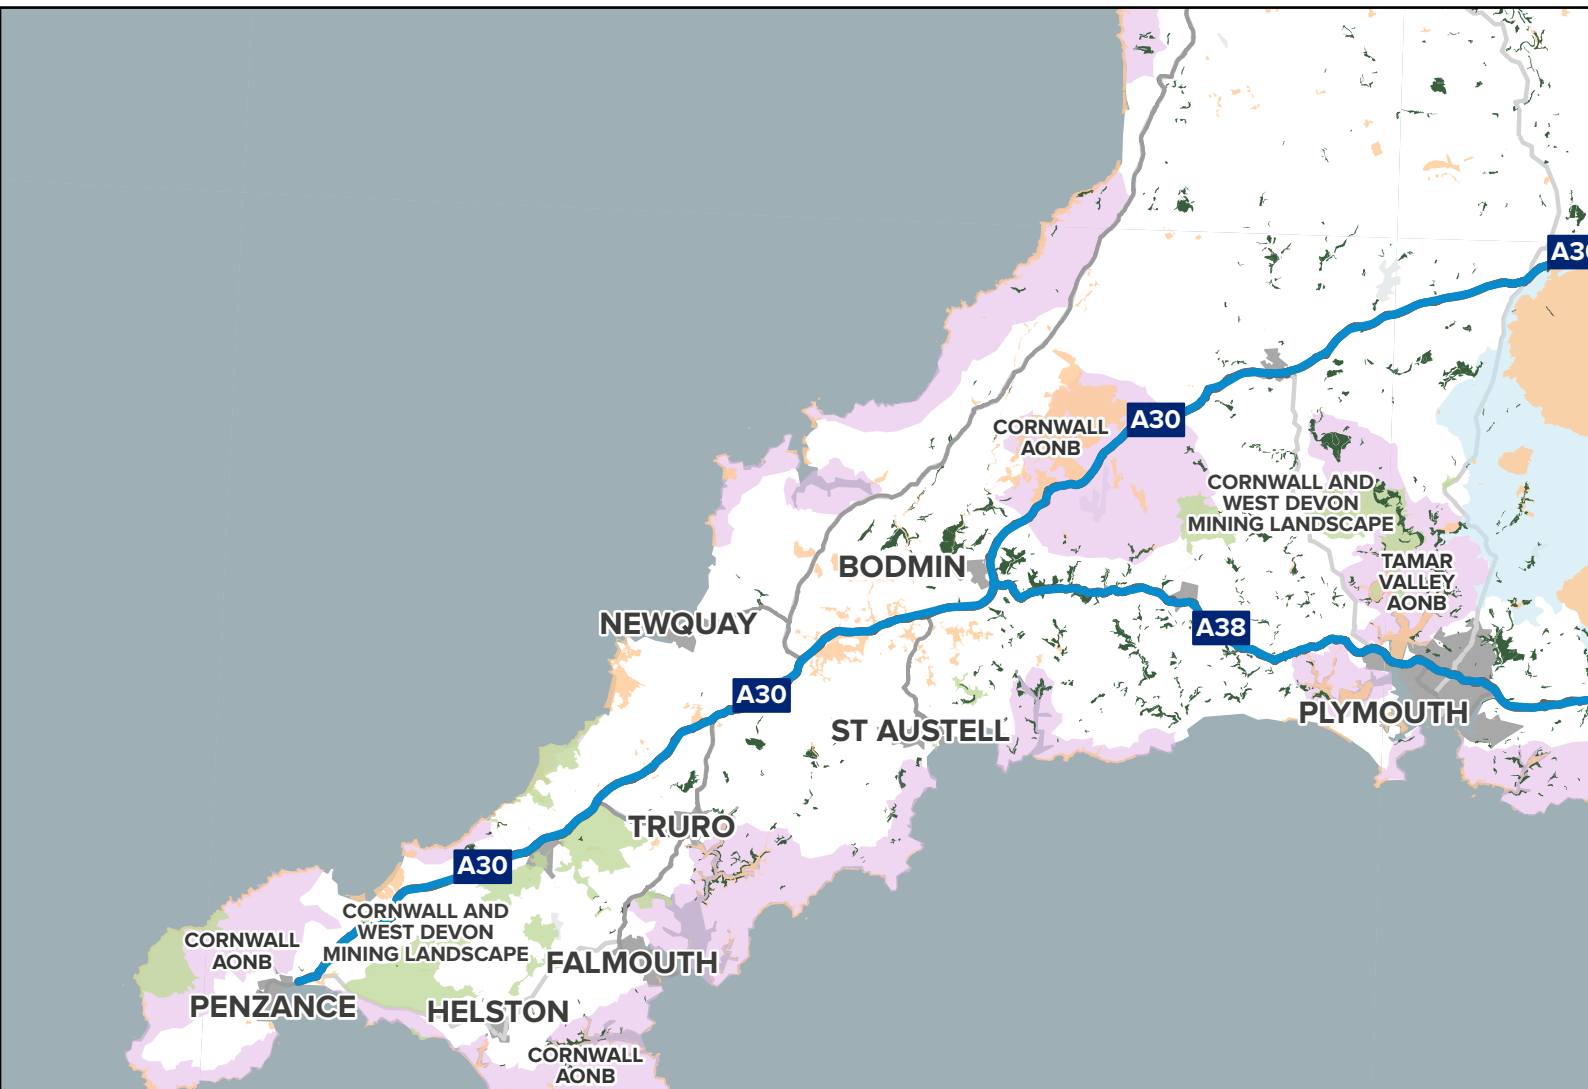 A30
CORNWALL
AONB
A30
CORNWALL AND
WEST DEVON
MINING LANDSCAPE
BODMIN
TAMAR
VALLEY
AONB
NEWQUAY
A38
A30
PLYMOUTH
ST AUSTELL
TRURO
A30
CORNWALL AND
WEST DEVON
MINING LANDSCAPE
CORNWALL
AONB
FALMOUTH
PENZANCE
HELSTON
CORNWALL
AONB